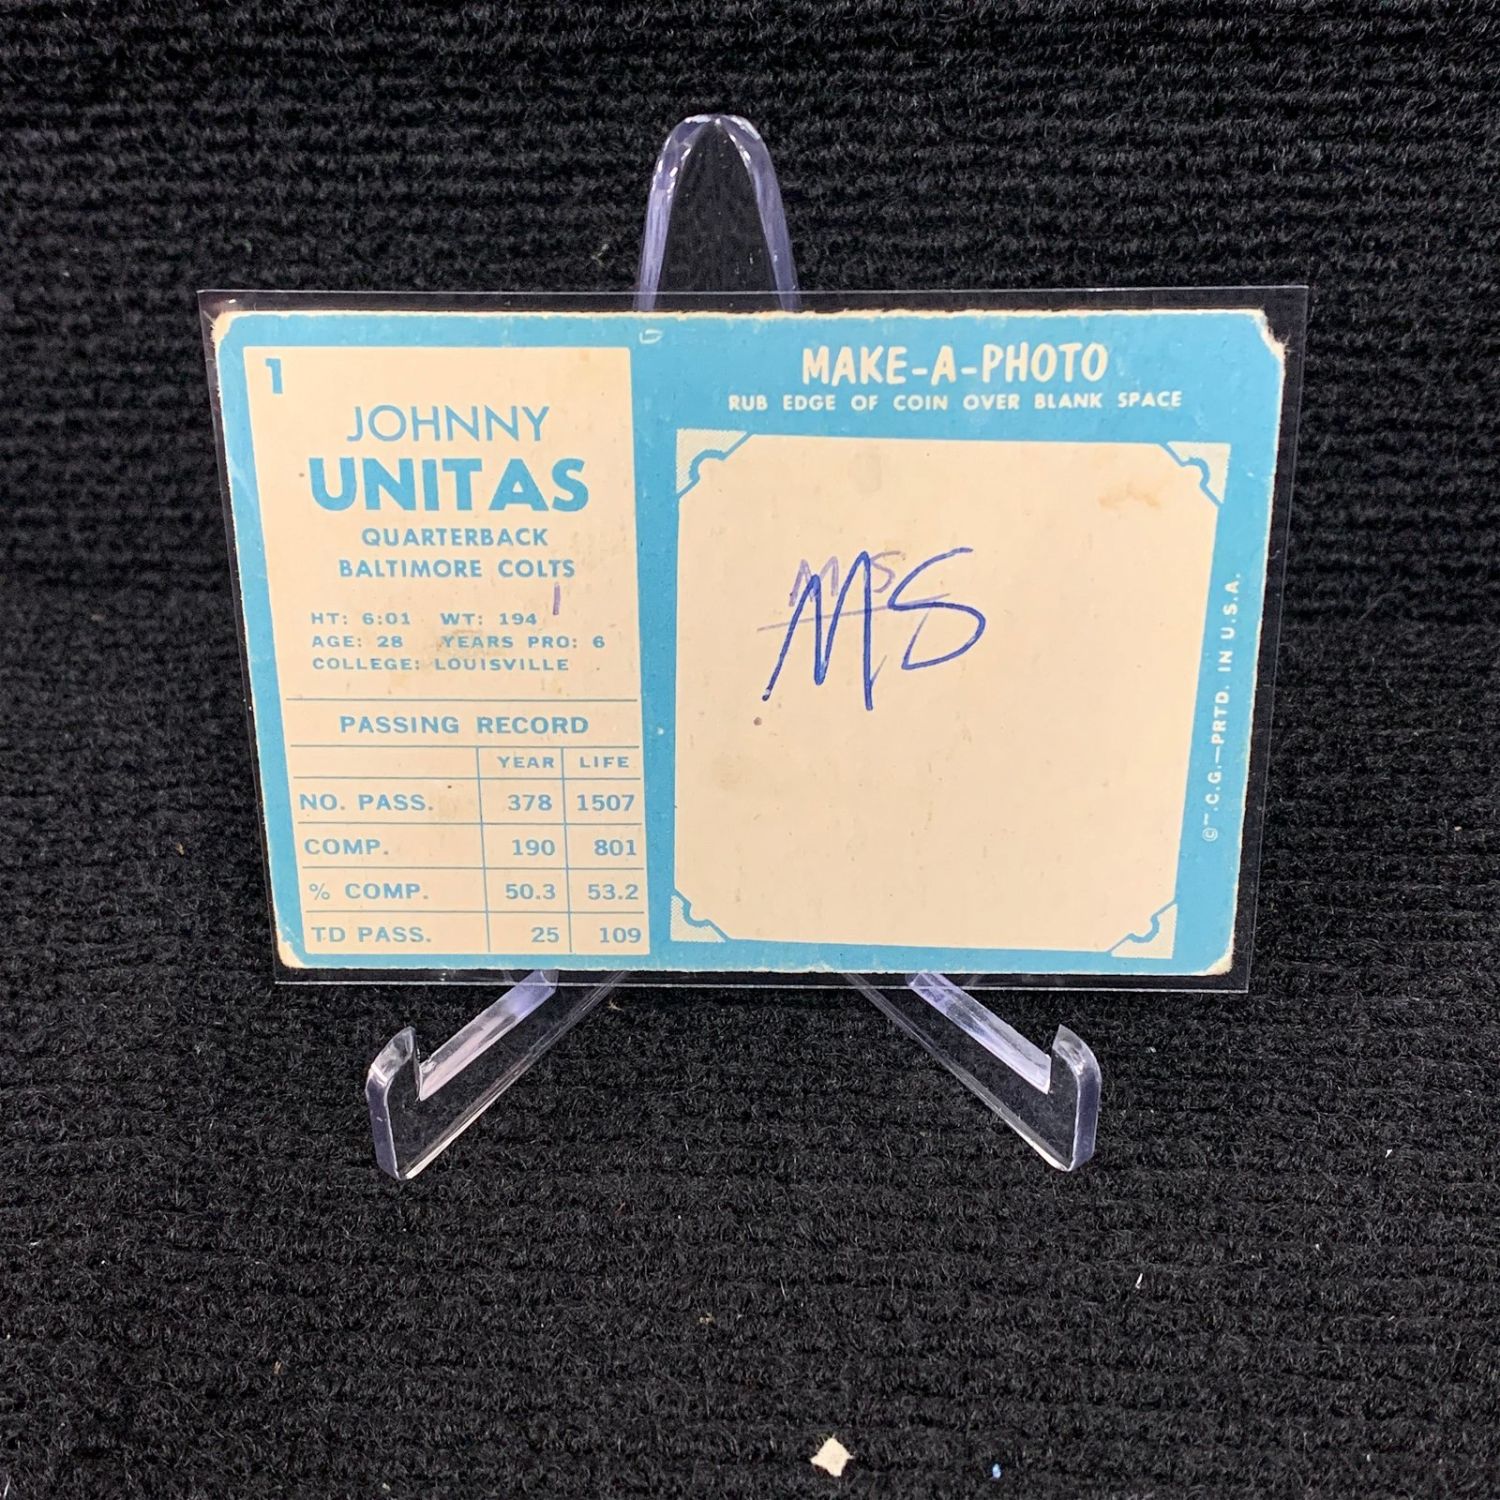 1
JOHNNY
UNITAS
QUARTERBACK
BALTIMORE COLTS
HT: 6:01 WT: 194
AGE: 28 YEARS PRO: 6
COLLEGE: LOUISVILLE
PASSING RECORD
YEAR LIFE
NO. PASS. 378 1507
COMP. 190 801
% COMP. 50.3 53.2
TD PASS. 25 109
MAKE-A-PHOTO
RUB EDGE OF COIN OVER BLANK SPACE
MS
MS
©T.C.G.—PRTD. IN U.S.A.